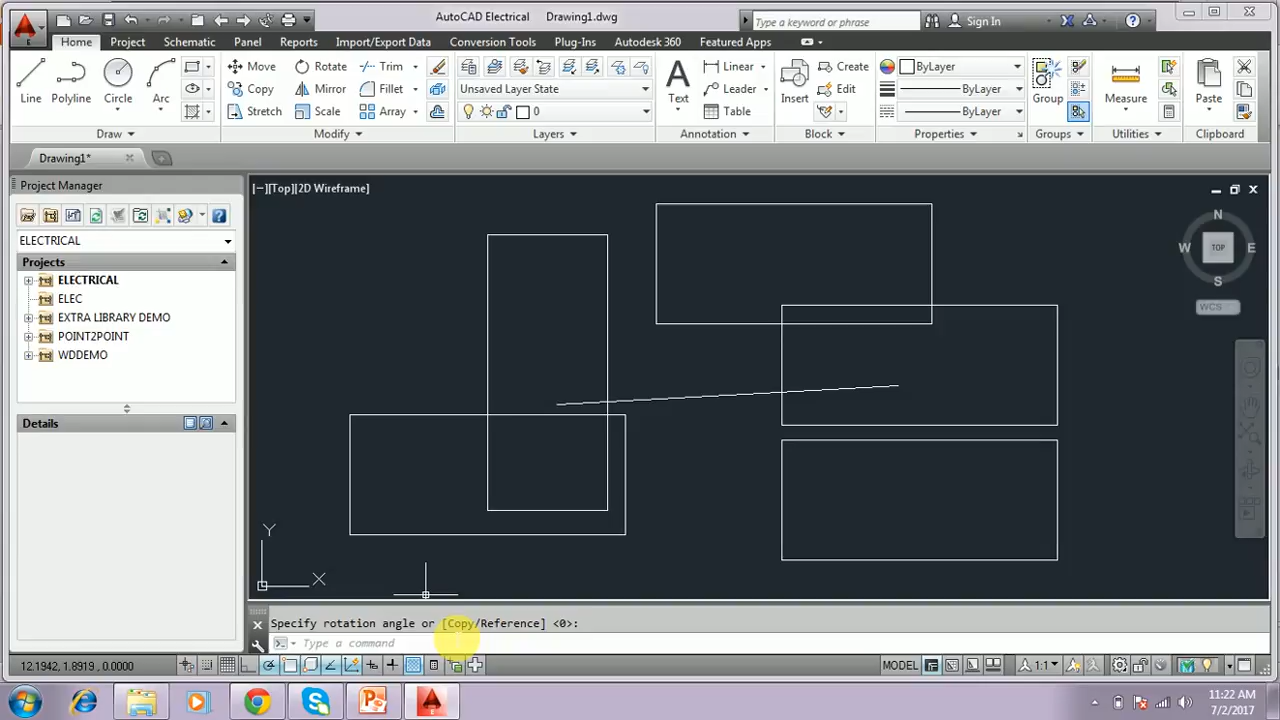 AutoCAD Electrical Drawing1.dwg
Type a keyword or phrase
Sign In
Home Project Schematic Panel Reports Import/Export Data Conversion Tools Plug-Ins Autodesk 360 Featured Apps
Line Polyline Circle Arc
Move Rotate Trim
Copy Mirror Fillet
Stretch Scale Array
Unsaved Layer State
0
Text
Linear
Leader
Table
Insert
Create
Edit
ByLayer
ByLayer
ByLayer
Group
Measure
Paste
Draw Modify Layers Annotation Block Properties Groups Utilities Clipboard
Drawing1*
Project Manager
ELECTRICAL
Projects
ELECTRICAL
ELEC
EXTRA LIBRARY DEMO
POINT2POINT
WDDEMO
Details
[−][Top][2D Wireframe]
N
W TOP E
S
WCS
Y
X
Specify rotation angle or [Copy/Reference] <0>:
Type a command
12.1942, 1.8919, 0.0000
MODEL
1:1
11:22 AM
7/2/2017